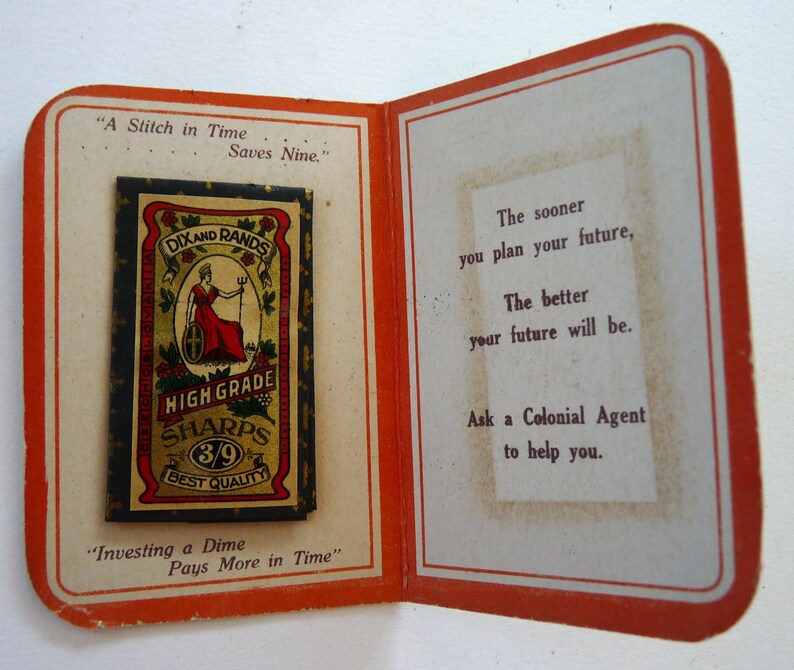 "A Stitch in Time . . . .
. . . . . . . . Saves Nine."
DIX AND RANDS
CZECHOSLOVAKIA
HIGH GRADE
SHARPS
3/9
BEST QUALITY
"Investing a Dime
Pays More in Time"
The sooner
you plan your future,
The better
your future will be.
Ask a Colonial Agent
to help you.